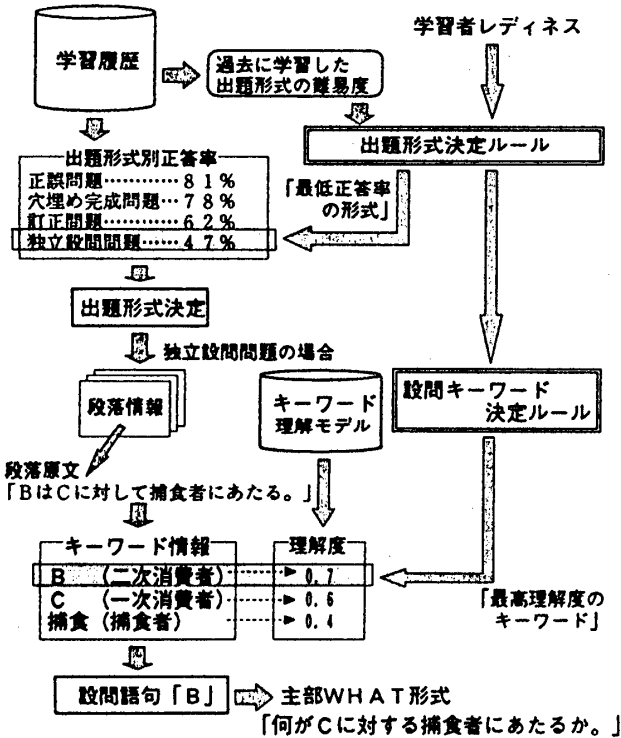 学習者レディネス
学習履歴
過去に学習した
出題形式の難易度
出題形式決定ルール
出題形式別正答率
正誤問題…………81%
穴埋め完成問題…78%
訂正問題…………62%
独立設問問題……47%
「最低正答率
の形式」
出題形式決定
独立設問問題の場合
段落情報
キーワード
理解モデル
設問キーワード
決定ルール
段落原文
「BはCに対して捕食者にあたる。」
キーワード情報
理解度
B (二次消費者) 0.7
C (一次消費者) 0.6
捕食(捕食者) 0.4
「最高理解度の
キーワード」
設問語句「B」
主部WHAT形式
「何がCに対する捕食者にあたるか。」